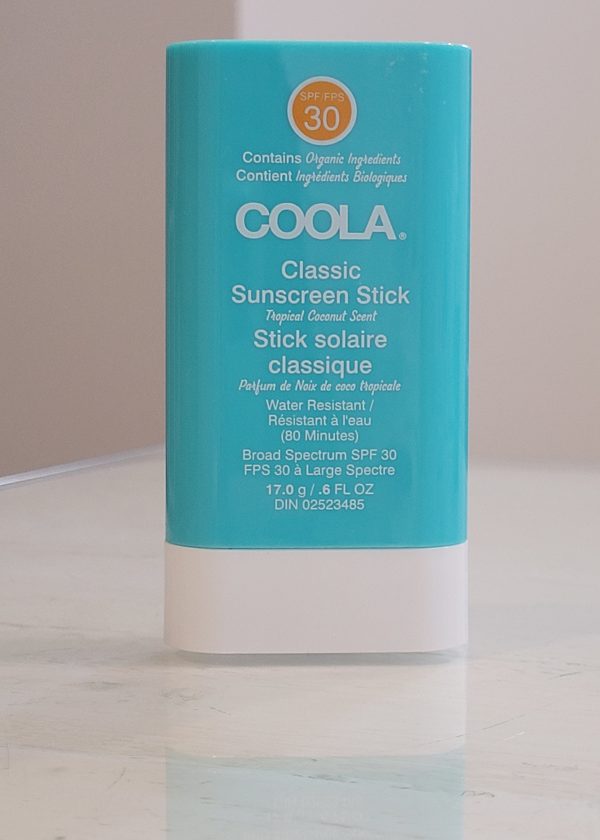 SPF/FPS
30
Contains Organic Ingredients
Contient Ingrédients Biologiques
COOLA®
Classic
Sunscreen Stick
Tropical Coconut Scent
Stick solaire
classique
Parfum de Noix de coco tropicale
Water Resistant /
Résistant à l'eau
(80 Minutes)
Broad Spectrum SPF 30
FPS 30 à Large Spectre
17.0 g / .6 FL OZ
DIN 02523485